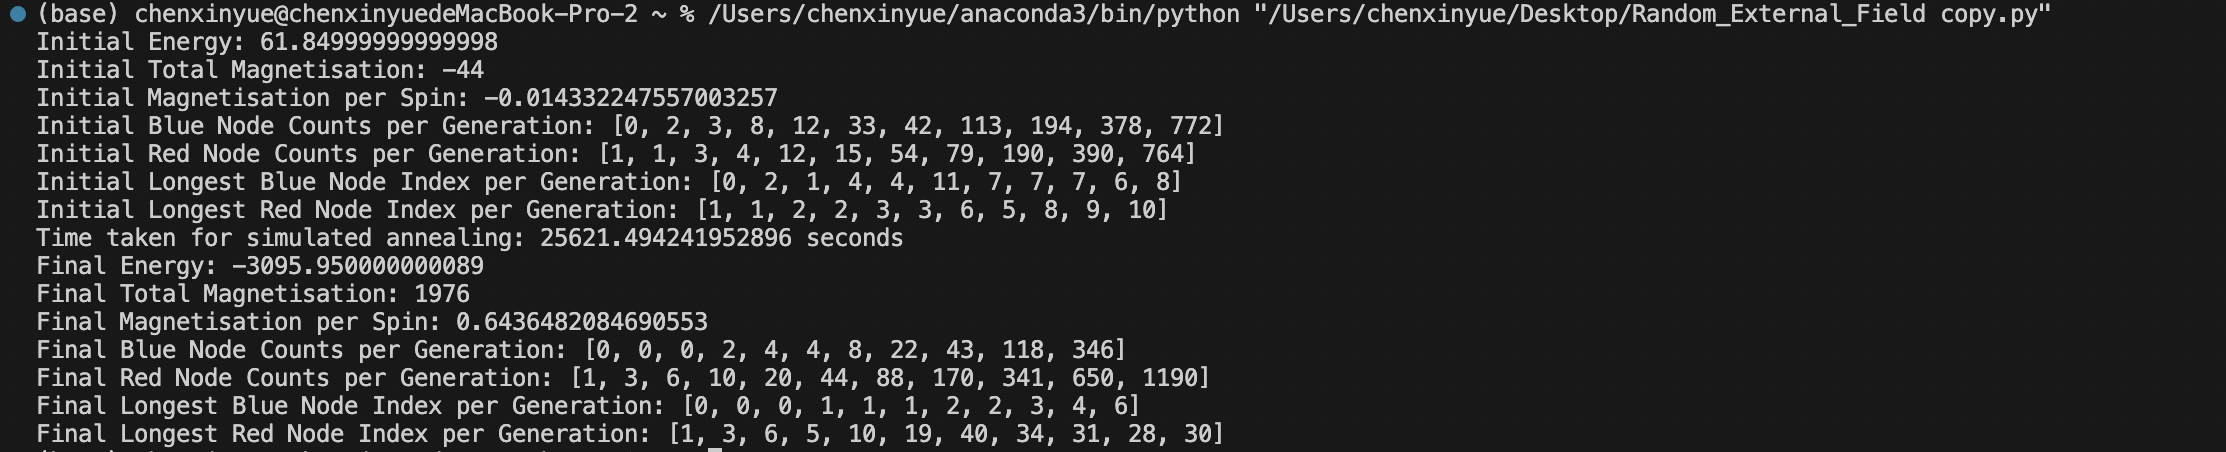 (base) chenxinyue@chenxinyuedeMacBook-Pro-2 ~ % /Users/chenxinyue/anaconda3/bin/python "/Users/chenxinyue/Desktop/Random_External_Field copy.py"
Initial Energy: 61.84999999999998
Initial Total Magnetisation: -44
Initial Magnetisation per Spin: -0.014332247557003257
Initial Blue Node Counts per Generation: [0, 2, 3, 8, 12, 33, 42, 113, 194, 378, 772]
Initial Red Node Counts per Generation: [1, 1, 3, 4, 12, 15, 54, 79, 190, 390, 764]
Initial Longest Blue Node Index per Generation: [0, 2, 1, 4, 4, 11, 7, 7, 7, 6, 8]
Initial Longest Red Node Index per Generation: [1, 1, 2, 2, 3, 3, 6, 5, 8, 9, 10]
Time taken for simulated annealing: 25621.494241952896 seconds
Final Energy: -3095.950000000089
Final Total Magnetisation: 1976
Final Magnetisation per Spin: 0.6436482084690553
Final Blue Node Counts per Generation: [0, 0, 0, 2, 4, 4, 8, 22, 43, 118, 346]
Final Red Node Counts per Generation: [1, 3, 6, 10, 20, 44, 88, 170, 341, 650, 1190]
Final Longest Blue Node Index per Generation: [0, 0, 0, 1, 1, 1, 2, 2, 3, 4, 6]
Final Longest Red Node Index per Generation: [1, 3, 6, 5, 10, 19, 40, 34, 31, 28, 30]